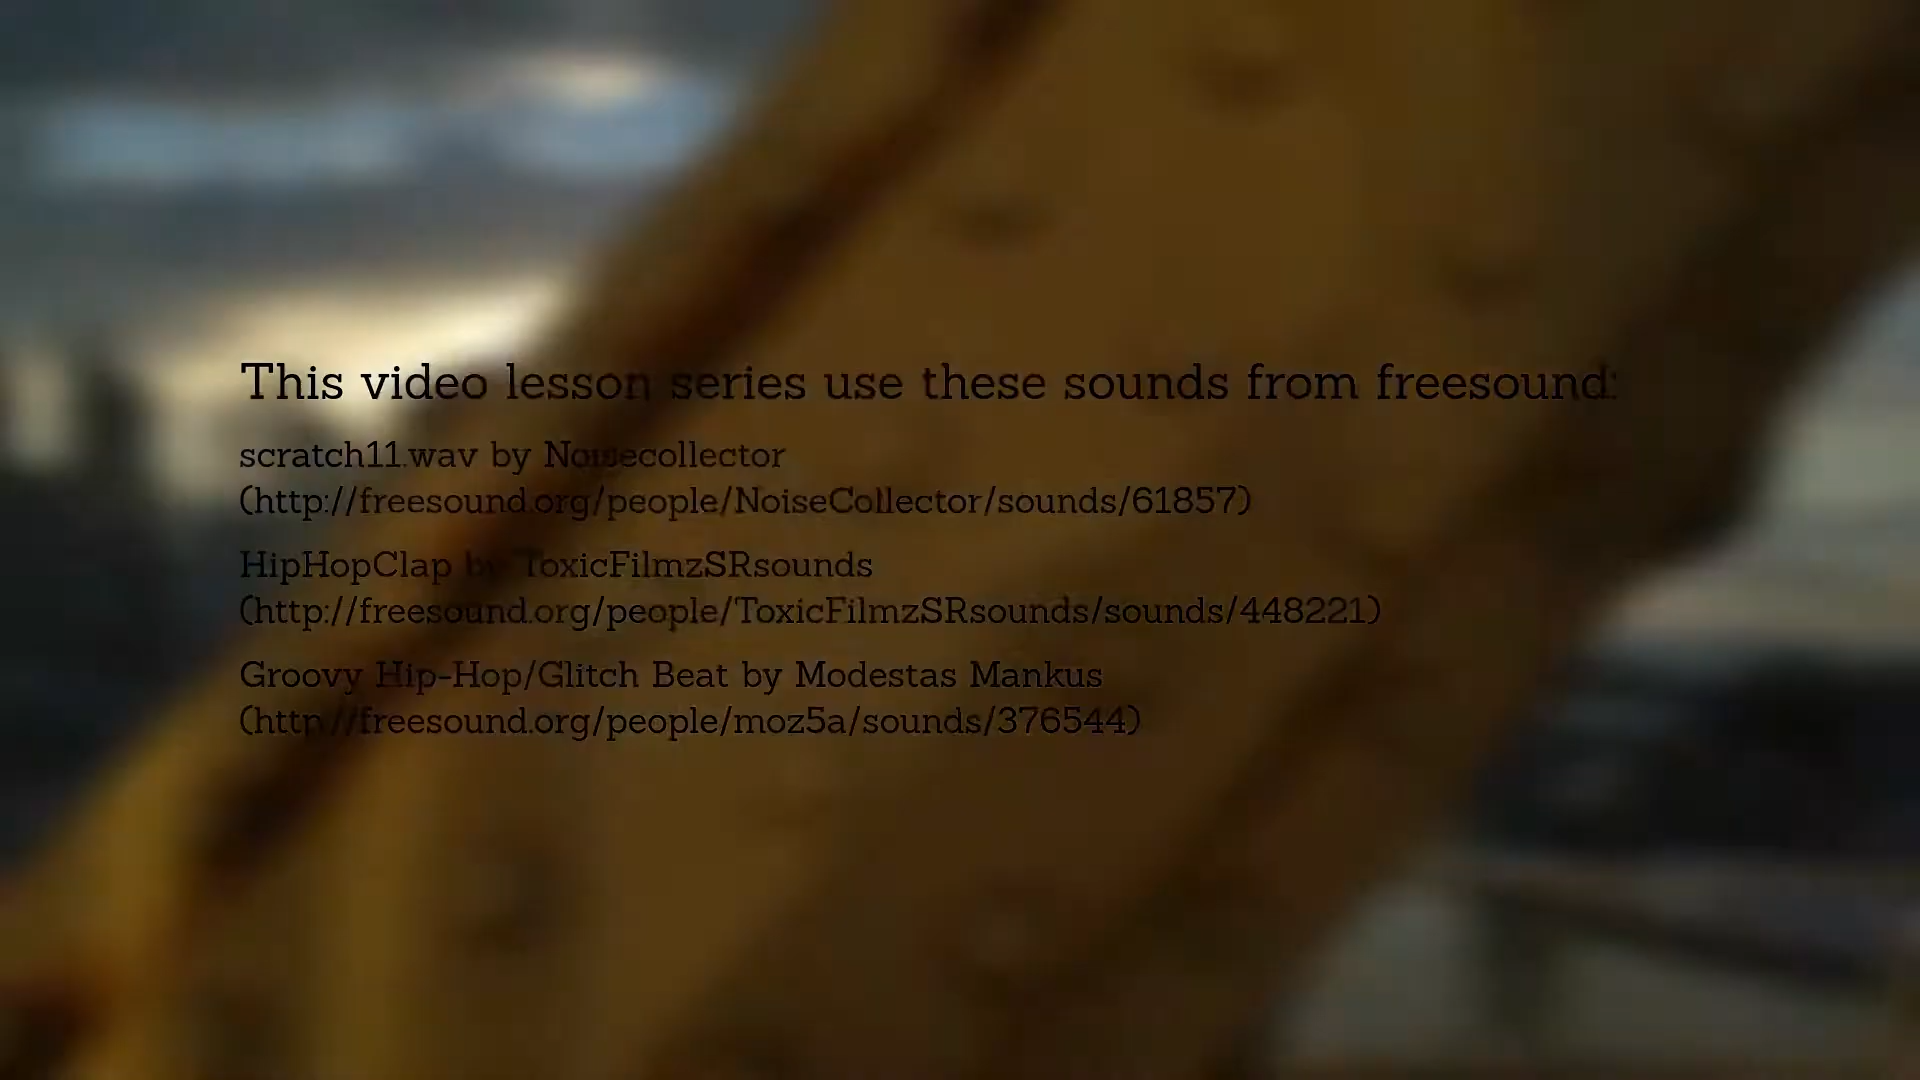 This video lesson series use these sounds from freesound:
scratch11.wav by Noisecollector
(http://freesound.org/people/NoiseCollector/sounds/61857)
HipHopClap by ToxicFilmzSRsounds
(http://freesound.org/people/ToxicFilmzSRsounds/sounds/448221)
Groovy Hip-Hop/Glitch Beat by Modestas Mankus
(http://freesound.org/people/moz5a/sounds/376544)